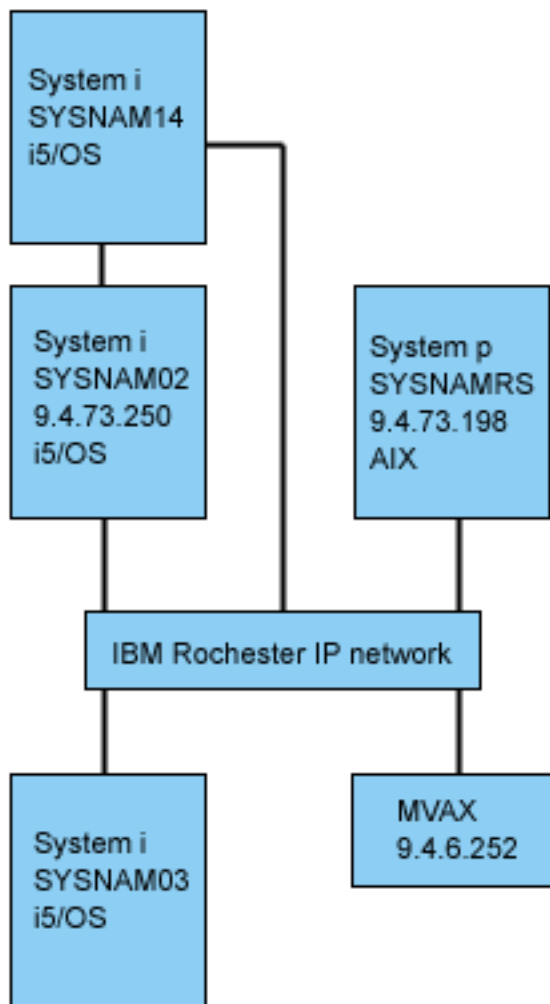 System i
SYSNAM14
i5/OS
System i
SYSNAM02
9.4.73.250
i5/OS
System p
SYSNAMRS
9.4.73.198
AIX
IBM Rochester IP network
System i
SYSNAM03
i5/OS
MVAX
9.4.6.252